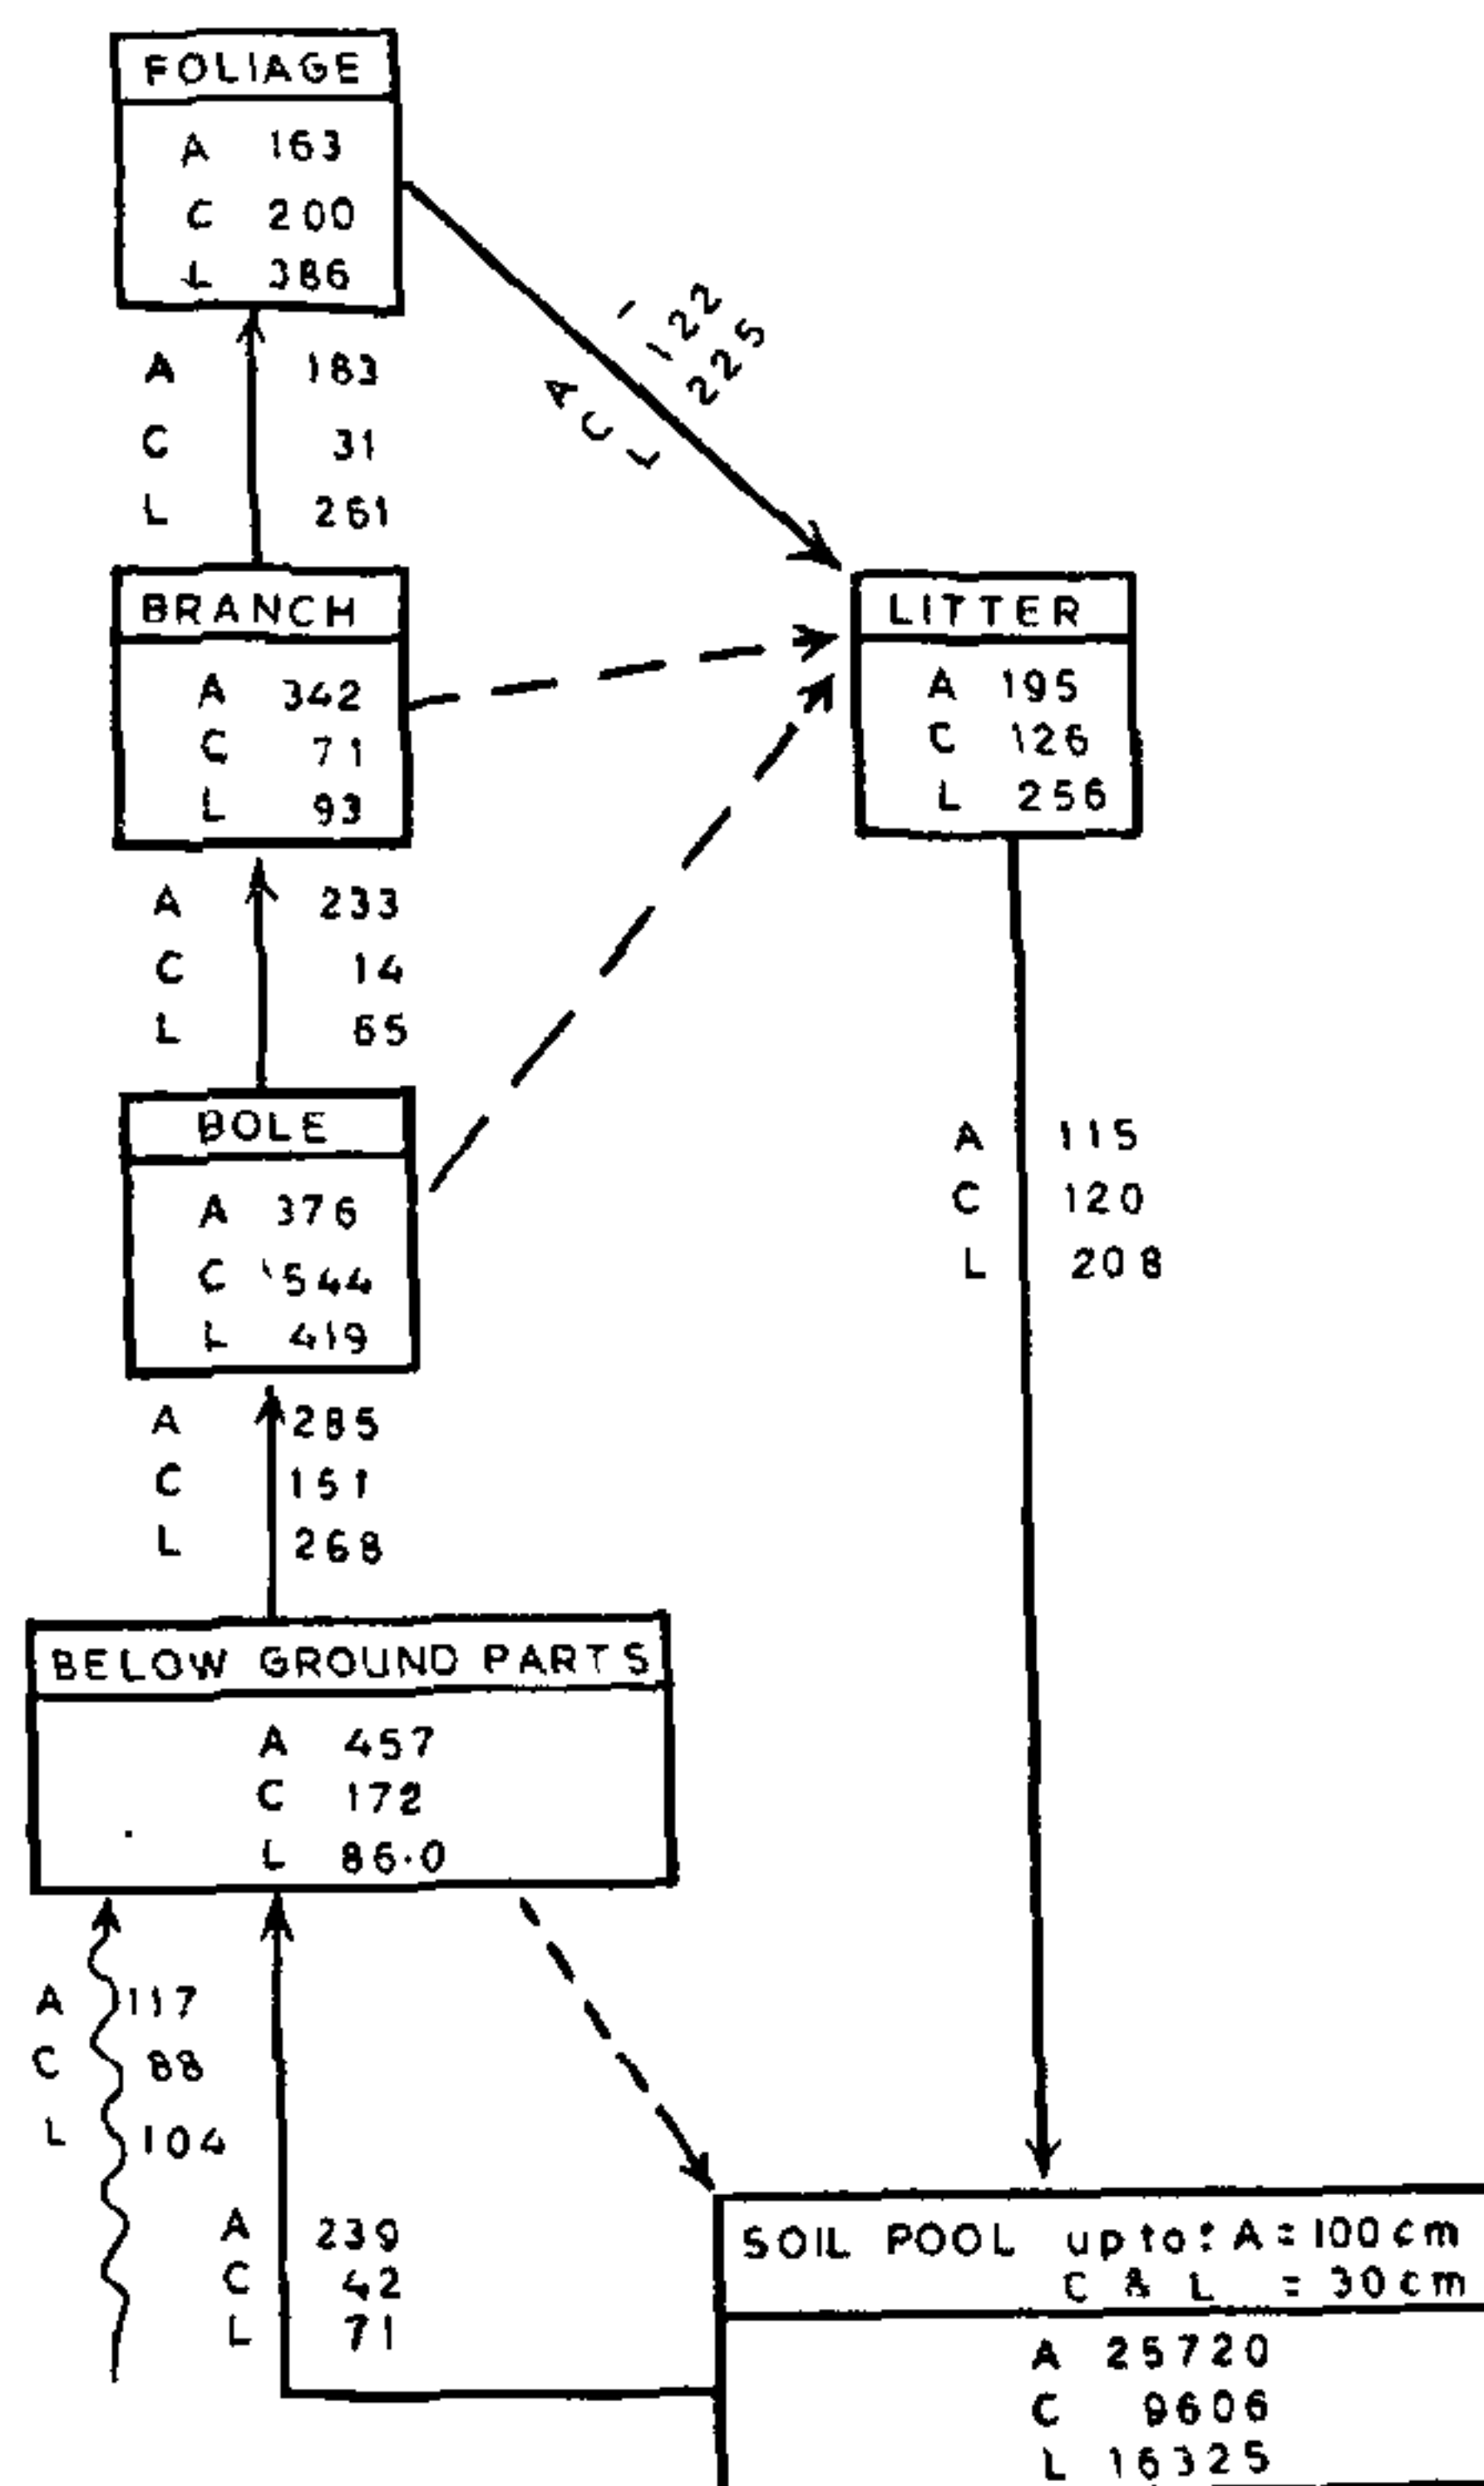 FOLIAGE
A 163
C 200
L 386
A 183
C 31
L 261
A
C 122
L 225
BRANCH
A 342
C 71
L 93
LITTER
A 195
C 126
L 256
A 233
C 14
L 65
BOLE
A 376
C 544
L 419
A 115
C 120
L 208
A 285
C 151
L 268
BELOW GROUND PARTS
A 457
C 172
L 86.0
A 117
C 88
L 104
A 239
C 42
L 71
SOIL POOL up to: A = 100 cm
C & L = 30 cm
A 25720
C 9606
L 16325